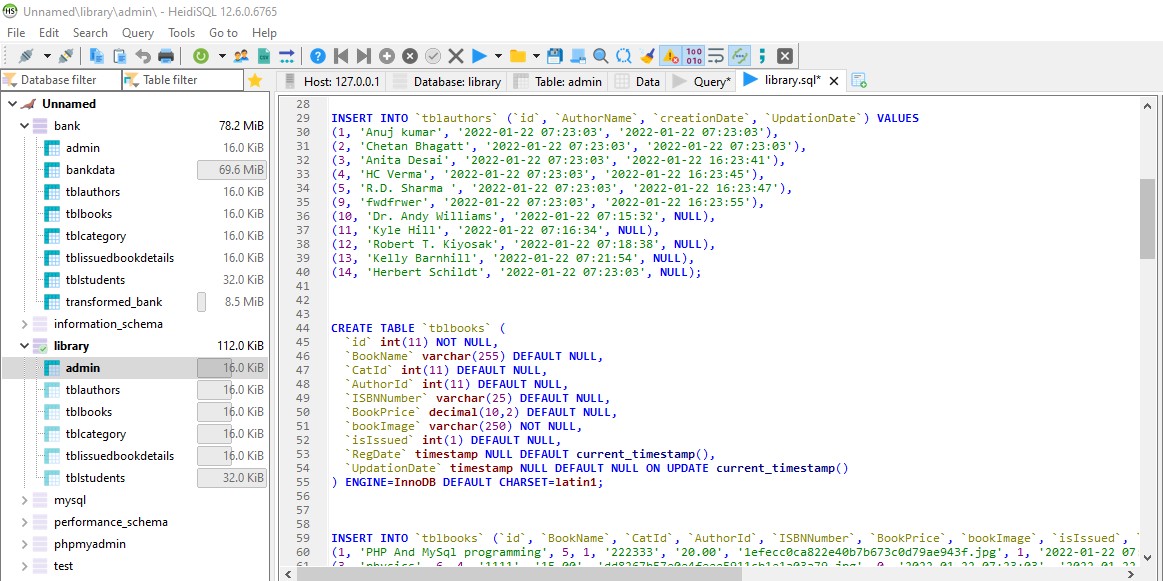 Unnamed\library\admin\ - HeidiSQL 12.6.0.6765
File Edit Search Query Tools Go to Help
Database filter Table filter
Host: 127.0.0.1 Database: library Table: admin Data Query* library.sql*
Unnamed
bank 78.2 MiB
admin 16.0 KiB
bankdata 69.6 MiB
tblauthors 16.0 KiB
tblbooks 16.0 KiB
tblcategory 16.0 KiB
tblissuedbookdetails 16.0 KiB
tblstudents 32.0 KiB
transformed_bank 8.5 MiB
information_schema
library 112.0 KiB
admin 16.0 KiB
tblauthors 16.0 KiB
tblbooks 16.0 KiB
tblcategory 16.0 KiB
tblissuedbookdetails 16.0 KiB
tblstudents 32.0 KiB
mysql
performance_schema
phpmyadmin
test
28
29 INSERT INTO `tblauthors` (`id`, `AuthorName`, `creationDate`, `UpdationDate`) VALUES
30 (1, 'Anuj kumar', '2022-01-22 07:23:03', '2022-01-22 07:23:03'),
31 (2, 'Chetan Bhagatt', '2022-01-22 07:23:03', '2022-01-22 07:23:03'),
32 (3, 'Anita Desai', '2022-01-22 07:23:03', '2022-01-22 16:23:41'),
33 (4, 'HC Verma', '2022-01-22 07:23:03', '2022-01-22 16:23:45'),
34 (5, 'R.D. Sharma ', '2022-01-22 07:23:03', '2022-01-22 16:23:47'),
35 (9, 'fwdfrwer', '2022-01-22 07:23:03', '2022-01-22 16:23:55'),
36 (10, 'Dr. Andy Williams', '2022-01-22 07:15:32', NULL),
37 (11, 'Kyle Hill', '2022-01-22 07:16:34', NULL),
38 (12, 'Robert T. Kiyosak', '2022-01-22 07:18:38', NULL),
39 (13, 'Kelly Barnhill', '2022-01-22 07:21:54', NULL),
40 (14, 'Herbert Schildt', '2022-01-22 07:23:03', NULL);
41
42
43
44 CREATE TABLE `tblbooks` (
45 `id` int(11) NOT NULL,
46 `BookName` varchar(255) DEFAULT NULL,
47 `CatId` int(11) DEFAULT NULL,
48 `AuthorId` int(11) DEFAULT NULL,
49 `ISBNNumber` varchar(25) DEFAULT NULL,
50 `BookPrice` decimal(10,2) DEFAULT NULL,
51 `bookImage` varchar(250) NOT NULL,
52 `isIssued` int(1) DEFAULT NULL,
53 `RegDate` timestamp NULL DEFAULT current_timestamp(),
54 `UpdationDate` timestamp NULL DEFAULT NULL ON UPDATE current_timestamp()
55 ) ENGINE=InnoDB DEFAULT CHARSET=latin1;
56
57
58
59 INSERT INTO `tblbooks` (`id`, `BookName`, `CatId`, `AuthorId`, `ISBNNumber`, `BookPrice`, `bookImage`, `isIssued`,
60 (1, 'PHP And MySql programming', 5, 1, '222333', '20.00', '1efecc0ca822e40b7b673c0d79ae943f.jpg', 1, '2022-01-22 07